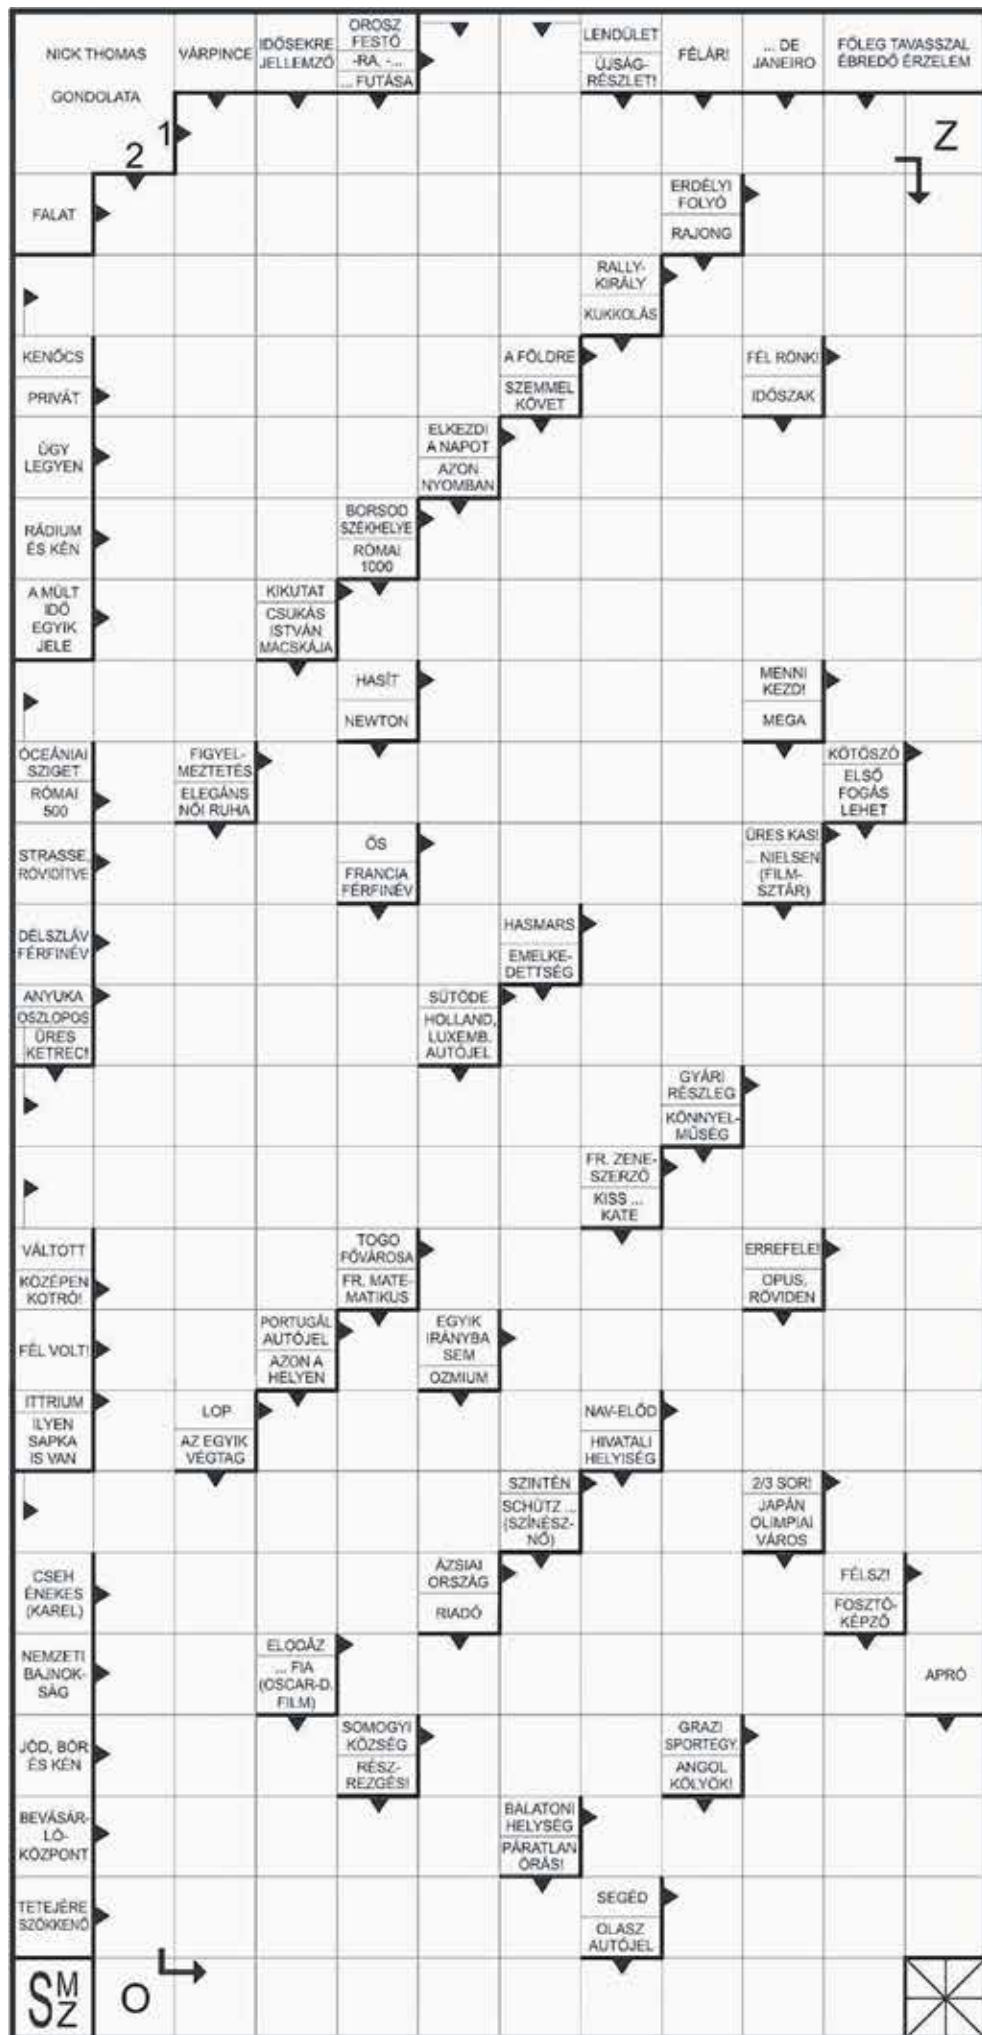 NICK THOMAS
GONDOLATA
VÁRPINCE
IDŐSEKRE
JELLEMZŐ
OROSZ
FESTŐ
-RA, -...
... FUTÁSA
LENDÜLET
ÚJSÁG-
RÉSZLET!
FÉLÁR!
... DE
JANEIRO
FŐLEG TAVASSZAL
ÉBREDŐ ÉRZELEM
1
Z
2
FALAT
ERDÉLYI
FOLYÓ
RAJONG
RALLY-
KIRÁLY
KUKKOLÁS
KENŐCS
PRIVÁT
A FÖLDRE
SZEMMEL
KÖVET
FÉL RÖNK!
IDŐSZAK
ÚGY
LEGYEN
ELKEZDI
A NAPOT
AZON
NYOMBAN
RÁDIUM
ÉS KÉN
BORSOD
SZÉKHELYE
RÓMAI
1000
A MÚLT
IDŐ
EGYIK
JELE
KIKUTAT
CSUKÁS
ISTVÁN
MACSKÁJA
HASÍT
NEWTON
MENNI
KEZD!
MEGA
ÓCEÁNIAI
SZIGET
RÓMAI
500
FIGYEL-
MEZTETÉS
ELEGÁNS
NŐI RUHA
KÖTŐSZÓ
ELSŐ
FOGÁS
LEHET
STRASSE,
RÖVIDÍTVE
ŐS
FRANCIA
FÉRFINÉV
ÜRES KAS!
... NIELSEN
(FILM-
SZTÁR)
DÉLSZLÁV
FÉRFINÉV
HASMARS
EMELKE-
DETTSÉG
ANYUKA
OSZLOPOS
ÜRES
KETREC!
SÜTÖDE
HOLLAND,
LUXEMB.
AUTÓJEL
GYÁRI
RÉSZLEG
KÖNNYEL-
MŰSÉG
FR. ZENE-
SZERZŐ
KISS ...
KATE
VÁLTOTT
KÖZÉPEN
KOTRÓ!
TOGO
FŐVÁROSA
FR. MATE-
MATIKUS
ERREFELE!
OPUS,
RÖVIDEN
FÉL VOLT!
PORTUGÁL
AUTÓJEL
AZON A
HELYEN
EGYIK
IRÁNYBA
SEM
OZMIUM
ITTRIUM
ILYEN
SAPKA
IS VAN
LOP
AZ EGYIK
VÉGTAG
NAV-ELŐD
HIVATALI
HELYISÉG
SZINTÉN
SCHÜTZ ...
(SZÍNÉSZ-
NŐ)
2/3 SOR!
JAPÁN
OLIMPIAI
VÁROS
CSEH
ÉNEKES
(KAREL)
ÁZSIAI
ORSZÁG
RIADÓ
FÉLSZ!
FOSZTÓ-
KÉPZŐ
NEMZETI
BAJNOK-
SÁG
ELODÁZ
... FIA
(OSCAR-D.
FILM)
APRÓ
JÓD, BÓR
ÉS KÉN
SOMOGYI
KÖZSÉG
RÉSZ-
REZGÉS!
GRAZI
SPORTEGY.
ANGOL
KÖLYÖK!
BEVÁSÁR-
LÓ-
KÖZPONT
BALATONI
HELYSÉG
PÁRATLAN
ÓRÁS!
TETEJÉRE
SZÖKKENŐ
SEGÉD
OLASZ
AUTÓJEL
SMZ
O